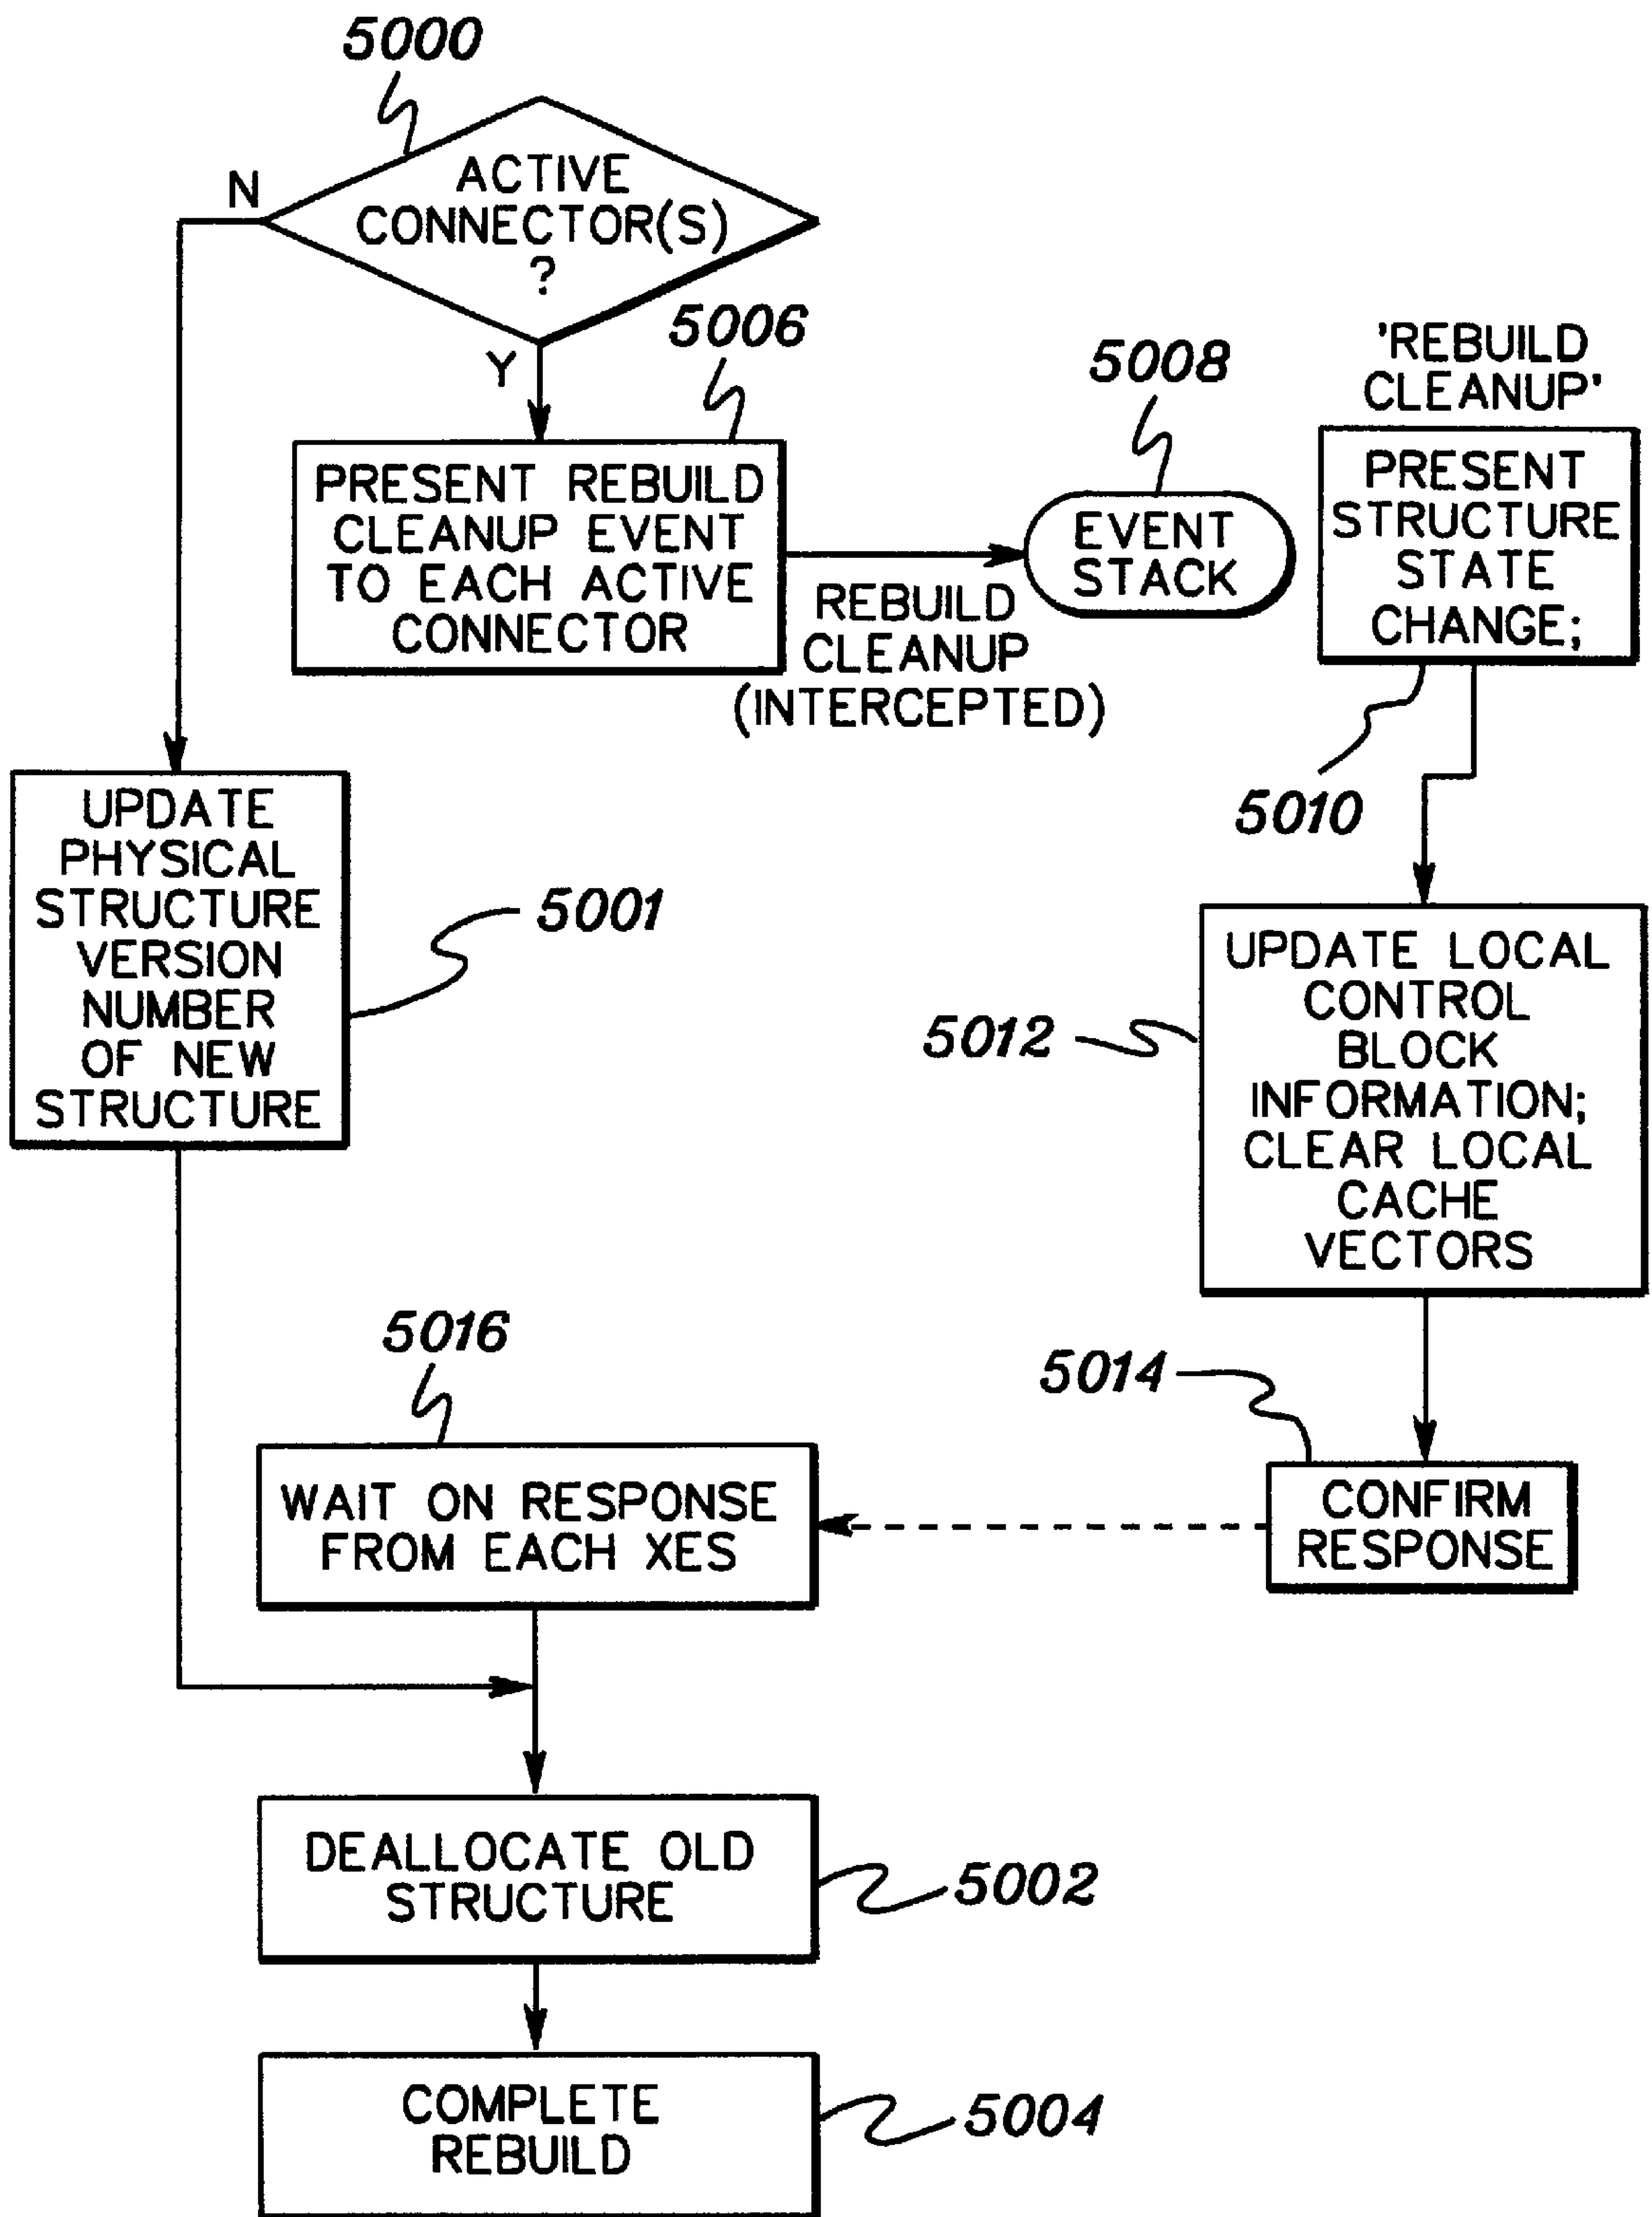 5000
N
ACTIVE
CONNECTOR(S)
?
Y
5006
PRESENT REBUILD
CLEANUP EVENT
TO EACH ACTIVE
CONNECTOR
REBUILD
CLEANUP
(INTERCEPTED)
5008
EVENT
STACK
'REBUILD
CLEANUP'
PRESENT
STRUCTURE
STATE
CHANGE;
5010
UPDATE
PHYSICAL
STRUCTURE
VERSION
NUMBER
OF NEW
STRUCTURE
5001
5012
UPDATE LOCAL
CONTROL
BLOCK
INFORMATION;
CLEAR LOCAL
CACHE
VECTORS
5014
CONFIRM
RESPONSE
5016
WAIT ON RESPONSE
FROM EACH XES
DEALLOCATE OLD
STRUCTURE
5002
COMPLETE
REBUILD
5004